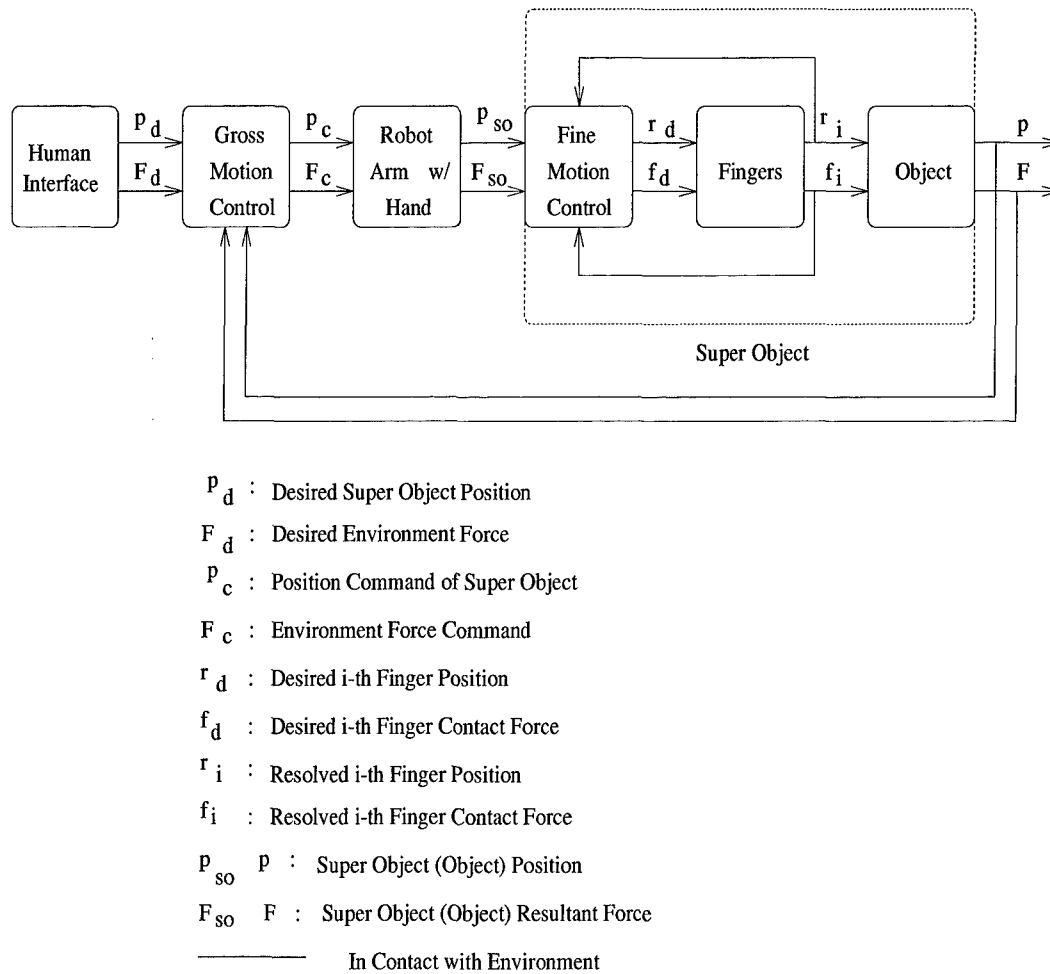 p d
F d
p c
F c
p so
F so
r d
f d
r i
f i
p
F
Human
Interface
Gross
Motion
Control
Robot
Arm w/
Hand
Fine
Motion
Control
Fingers
Object
Super Object
p d : Desired Super Object Position
F d : Desired Environment Force
p c : Position Command of Super Object
F c : Environment Force Command
r d : Desired i-th Finger Position
f d : Desired i-th Finger Contact Force
r i : Resolved i-th Finger Position
f i : Resolved i-th Finger Contact Force
p so p : Super Object (Object) Position
F so F : Super Object (Object) Resultant Force
In Contact with Environment